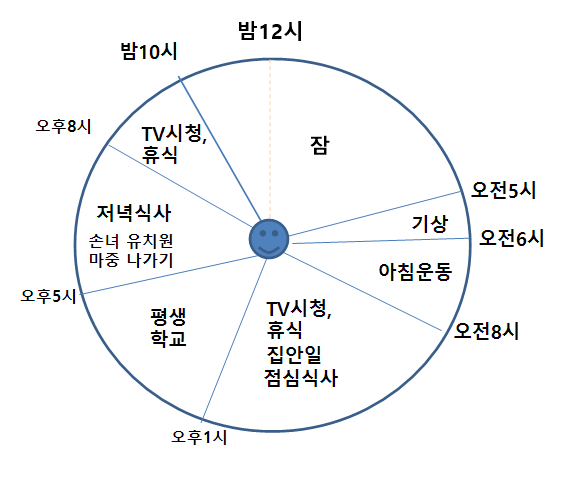 밤12시
밤10시
오후8시
TV시청,
휴식
잠
오전5시
저녁식사
기상
오전6시
손녀 유치원
마중 나가기
아침운동
오후5시
평생
학교
TV시청,
휴식
집안일
점심식사
오전8시
오후1시